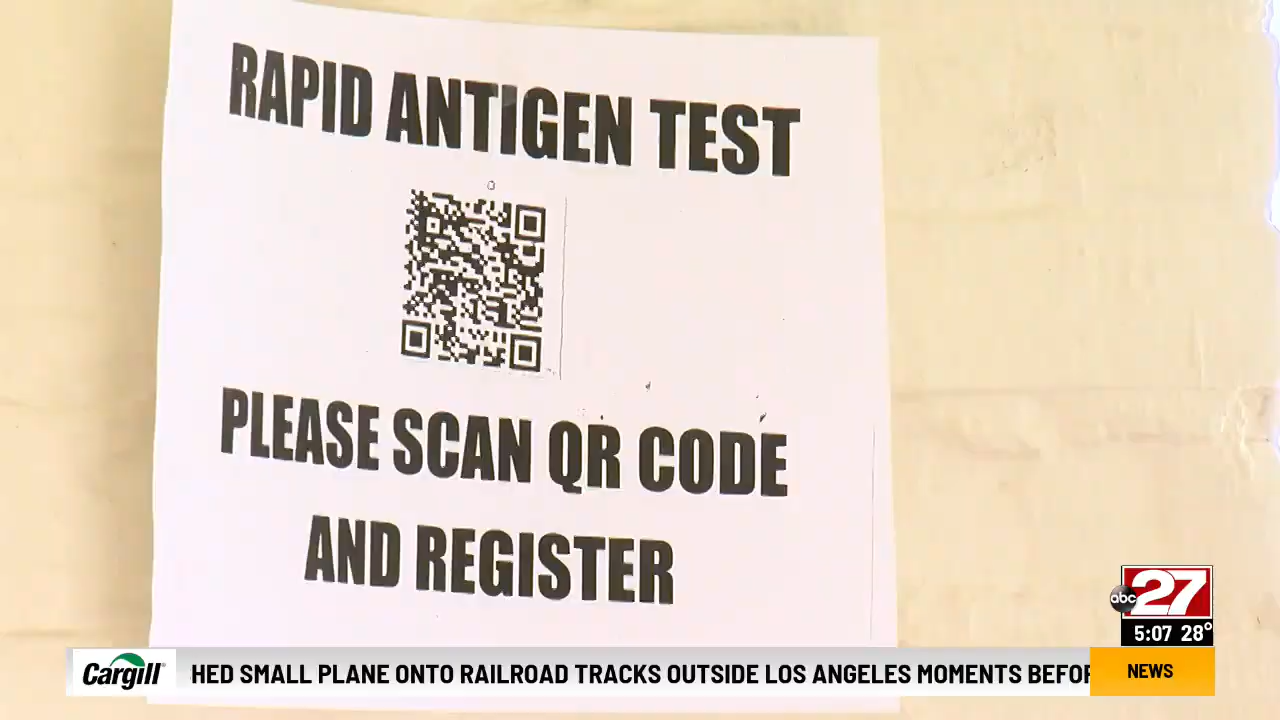 RAPID ANTIGEN TEST
PLEASE SCAN QR CODE
AND REGISTER
abc 27
5:07 28°
Cargill
HED SMALL PLANE ONTO RAILROAD TRACKS OUTSIDE LOS ANGELES MOMENTS BEFOR
NEWS